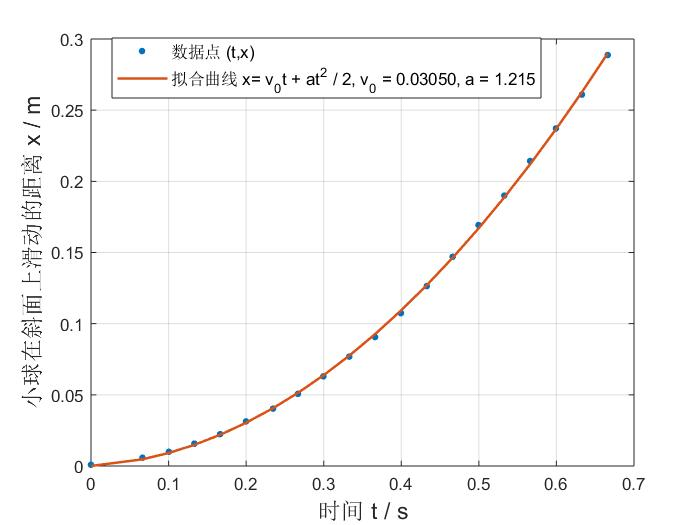 数据点 (t,x)
拟合曲线 x= v₀t + at² / 2, v₀ = 0.03050, a = 1.215
小球在斜面上滑动的距离 x / m
0.3
0.25
0.2
0.15
0.1
0.05
0
0 0.1 0.2 0.3 0.4 0.5 0.6 0.7
时间 t / s